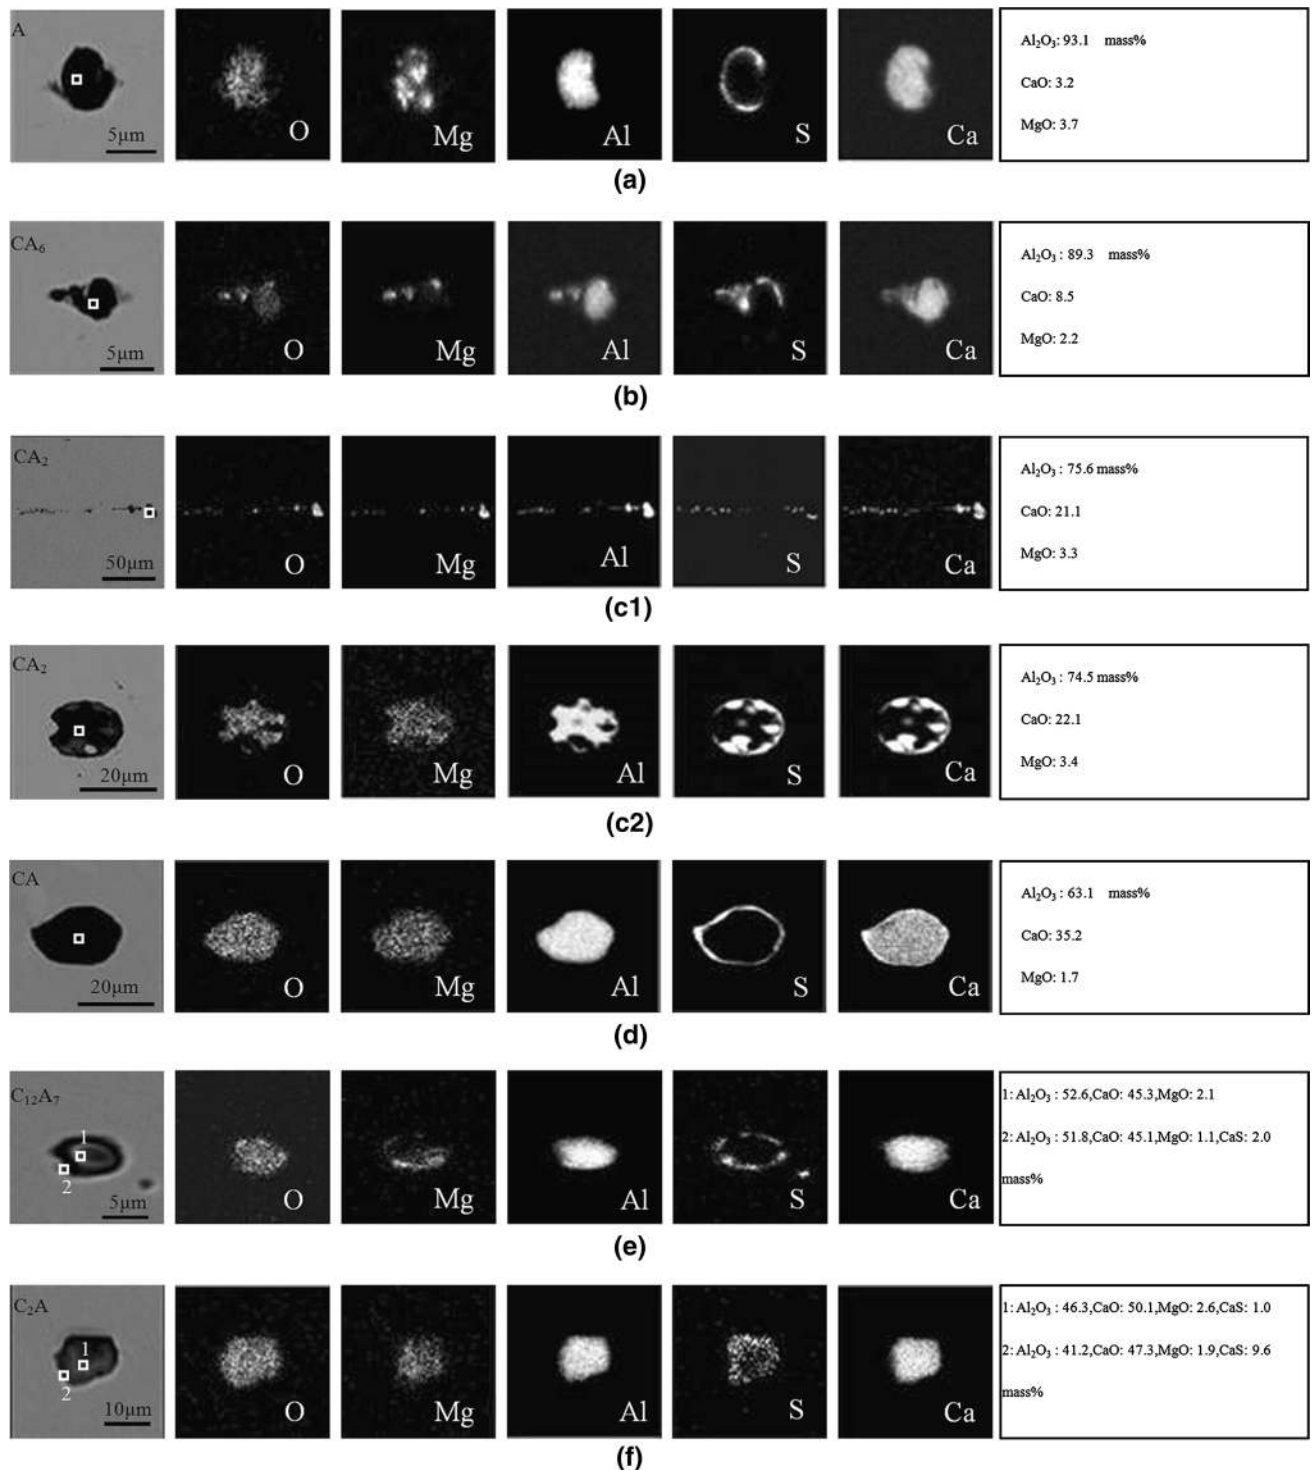 A
5μm
O
Mg
Al
S
Ca
Al₂O₃: 93.1 mass%
CaO: 3.2
MgO: 3.7
(a)
CA₆
5μm
O
Mg
Al
S
Ca
Al₂O₃ : 89.3 mass%
CaO: 8.5
MgO: 2.2
(b)
CA₂
50μm
O
Mg
Al
S
Ca
Al₂O₃ : 75.6 mass%
CaO: 21.1
MgO: 3.3
(c1)
CA₂
20μm
O
Mg
Al
S
Ca
Al₂O₃ : 74.5 mass%
CaO: 22.1
MgO: 3.4
(c2)
CA
20μm
O
Mg
Al
S
Ca
Al₂O₃ : 63.1 mass%
CaO: 35.2
MgO: 1.7
(d)
C₁₂A₇
1
2
5μm
O
Mg
Al
S
Ca
1: Al₂O₃ : 52.6,CaO: 45.3,MgO: 2.1
2: Al₂O₃ : 51.8,CaO: 45.1,MgO: 1.1,CaS: 2.0
mass%
(e)
C₂A
1
2
10μm
O
Mg
Al
S
Ca
1: Al₂O₃ : 46.3,CaO: 50.1,MgO: 2.6,CaS: 1.0
2: Al₂O₃ : 41.2,CaO: 47.3,MgO: 1.9,CaS: 9.6
mass%
(f)